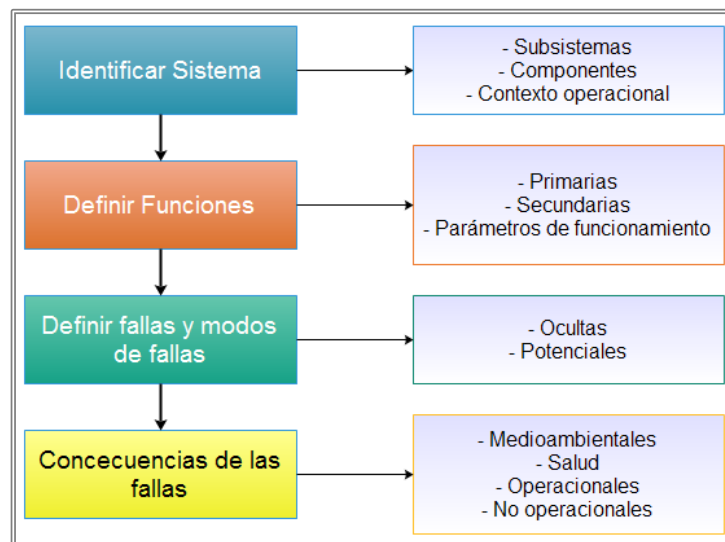 Identificar Sistema
- Subsistemas
- Componentes
- Contexto operacional
Definir Funciones
- Primarias
- Secundarias
- Parámetros de funcionamiento
Definir fallas y modos
de fallas
- Ocultas
- Potenciales
Concecuencias de las
fallas
- Medioambientales
- Salud
- Operacionales
- No operacionales